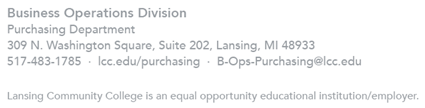 Business Operations Division
Purchasing Department
309 N. Washington Square, Suite 202, Lansing, MI 48933
517-483-1785 · lcc.edu/purchasing · B-Ops-Purchasing@lcc.edu
Lansing Community College is an equal opportunity educational institution/employer.